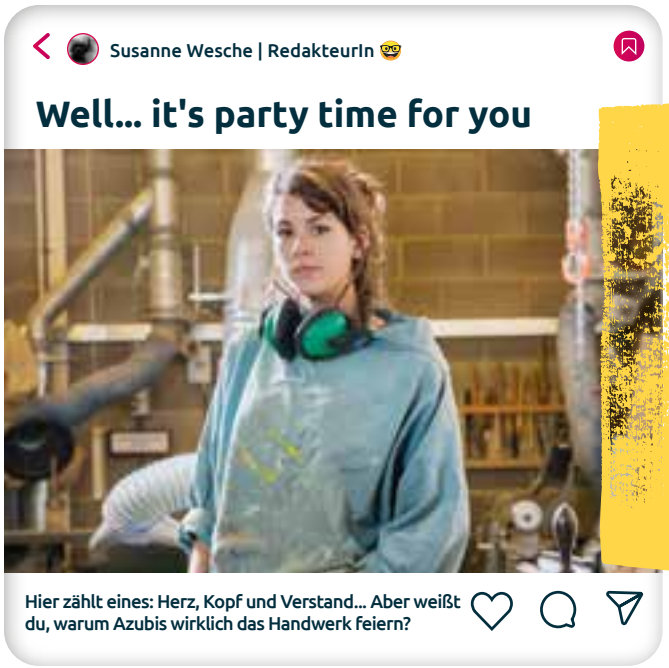 Susanne Wesche | RedakteurIn 🤓
Well... it's party time for you
Hier zählt eines: Herz, Kopf und Verstand... Aber weißt
du, warum Azubis wirklich das Handwerk feiern?